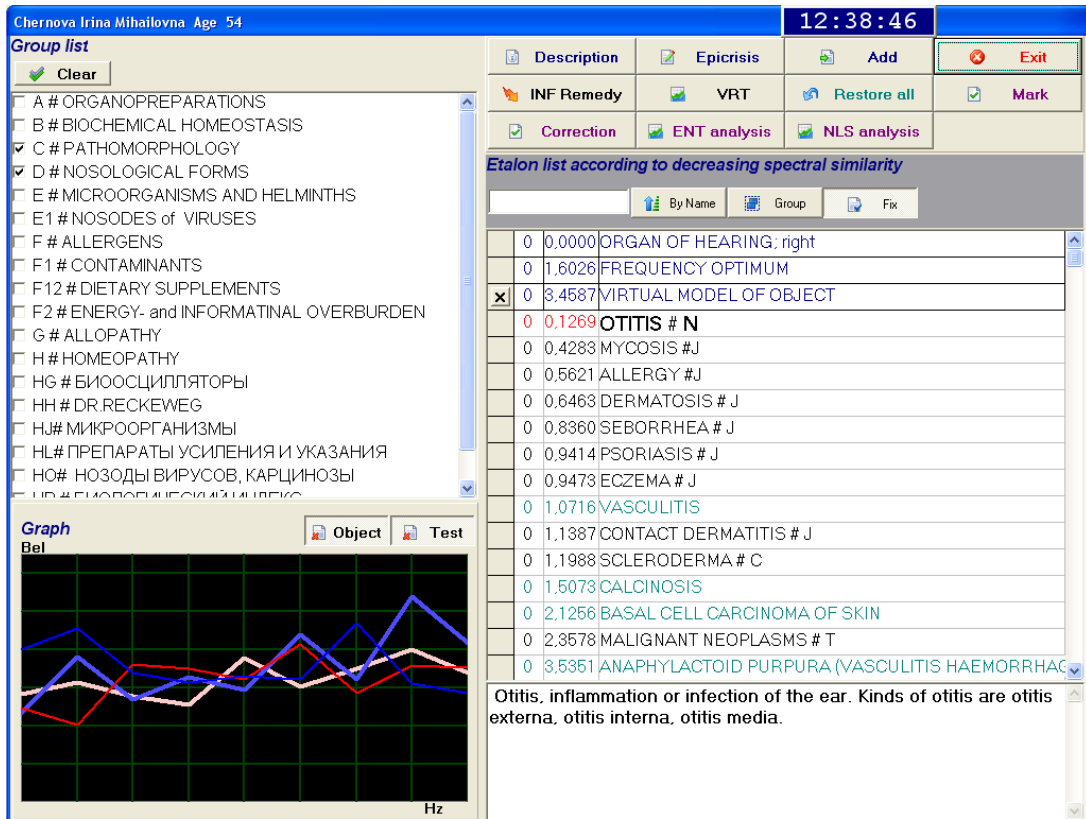 Chernova Irina Mihailovna Age 54
12:38:46
Group list
Clear
A # ORGANOPREPARATIONS
B # BIOCHEMICAL HOMEOSTASIS
C # PATHOMORPHOLOGY
D # NOSOLOGICAL FORMS
E # MICROORGANISMS AND HELMINTHS
E1 # NOSODES of VIRUSES
F # ALLERGENS
F1 # CONTAMINANTS
F12 # DIETARY SUPPLEMENTS
F2 # ENERGY- and INFORMATINAL OVERBURDEN
G # ALLOPATHY
H # HOMEOPATHY
HG # БИООСЦИЛЛЯТОРЫ
HH # DR.RECKEWEG
HJ# МИКРООРГАНИЗМЫ
HL# ПРЕПАРАТЫ УСИЛЕНИЯ И УКАЗАНИЯ
HO# НОЗОДЫ ВИРУСОВ, КАРЦИНОЗЫ
Graph
Object
Test
Bel
Hz
Description
Epicrisis
Add
Exit
INF Remedy
VRT
Restore all
Mark
Correction
ENT analysis
NLS analysis
Etalon list according to decreasing spectral similarity
By Name
Group
Fix
0 0,0000 ORGAN OF HEARING; right
0 1,6026 FREQUENCY OPTIMUM
0 3,4587 VIRTUAL MODEL OF OBJECT
0 0,1269 OTITIS # N
0 0,4283 MYCOSIS #J
0 0,5621 ALLERGY #J
0 0,6463 DERMATOSIS # J
0 0,8360 SEBORRHEA # J
0 0,9414 PSORIASIS # J
0 0,9473 ECZEMA # J
0 1,0716 VASCULITIS
0 1,1387 CONTACT DERMATITIS # J
0 1,1988 SCLERODERMA # C
0 1,5073 CALCINOSIS
0 2,1256 BASAL CELL CARCINOMA OF SKIN
0 2,3578 MALIGNANT NEOPLASMS # T
0 3,5351 ANAPHYLACTOID PURPURA (VASCULITIS HAEMORRHAG
Otitis, inflammation or infection of the ear. Kinds of otitis are otitis
externa, otitis interna, otitis media.